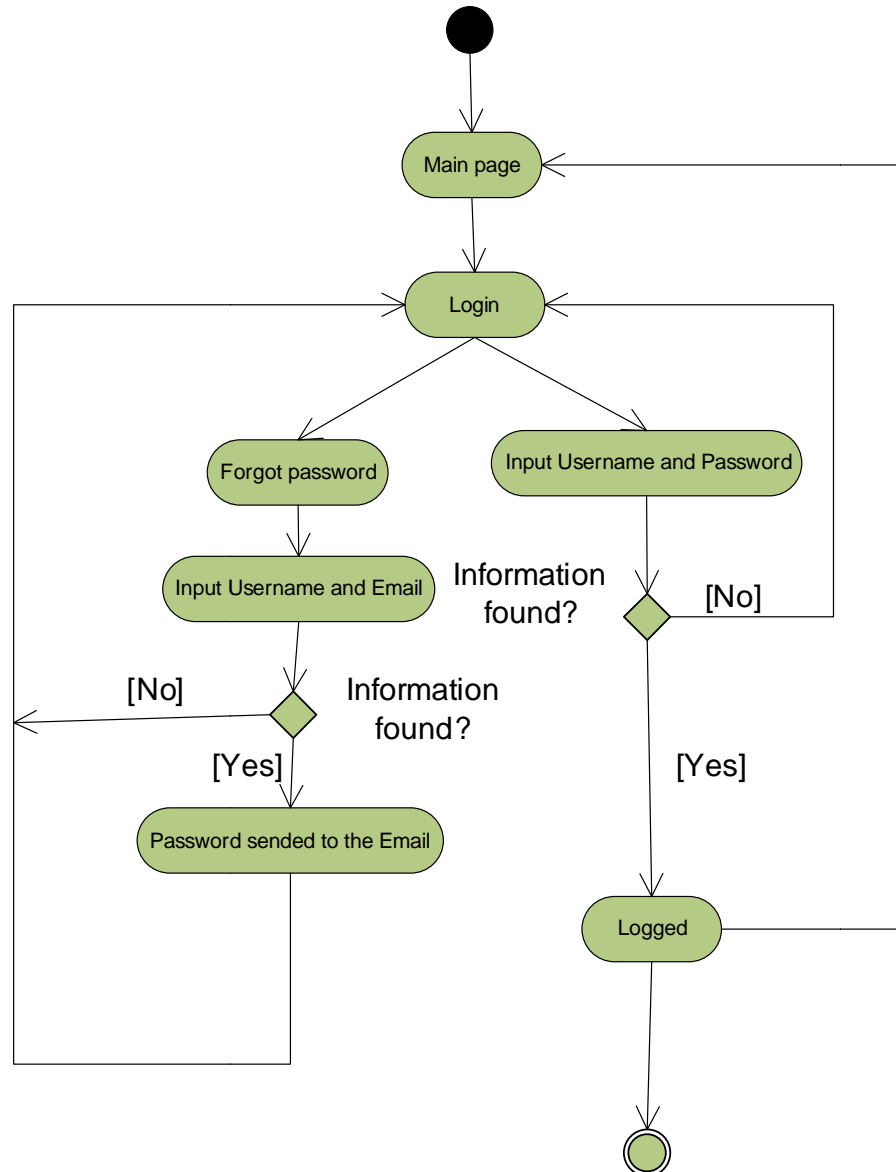 Main page
Login
Forgot password
Input Username and Password
Input Username and Email
Information
found?
[No]
[No]
Information
found?
[Yes]
[Yes]
Password sended to the Email
Logged